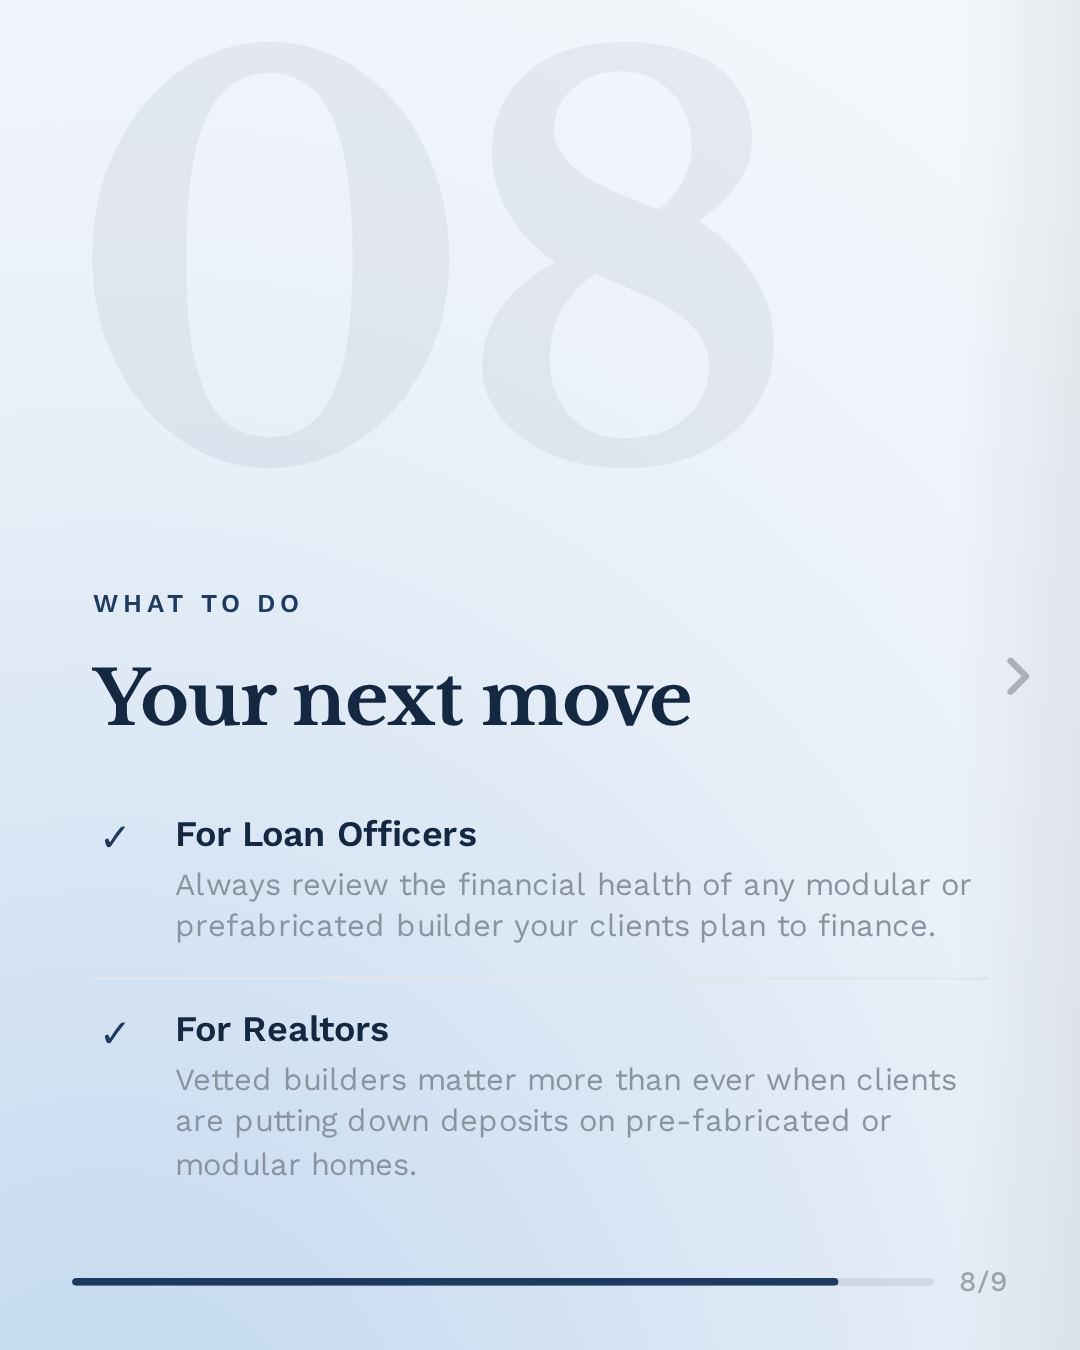 08
WHAT TO DO
Your next move
✓ For Loan Officers
Always review the financial health of any modular or
prefabricated builder your clients plan to finance.
✓ For Realtors
Vetted builders matter more than ever when clients
are putting down deposits on pre-fabricated or
modular homes.
8/9